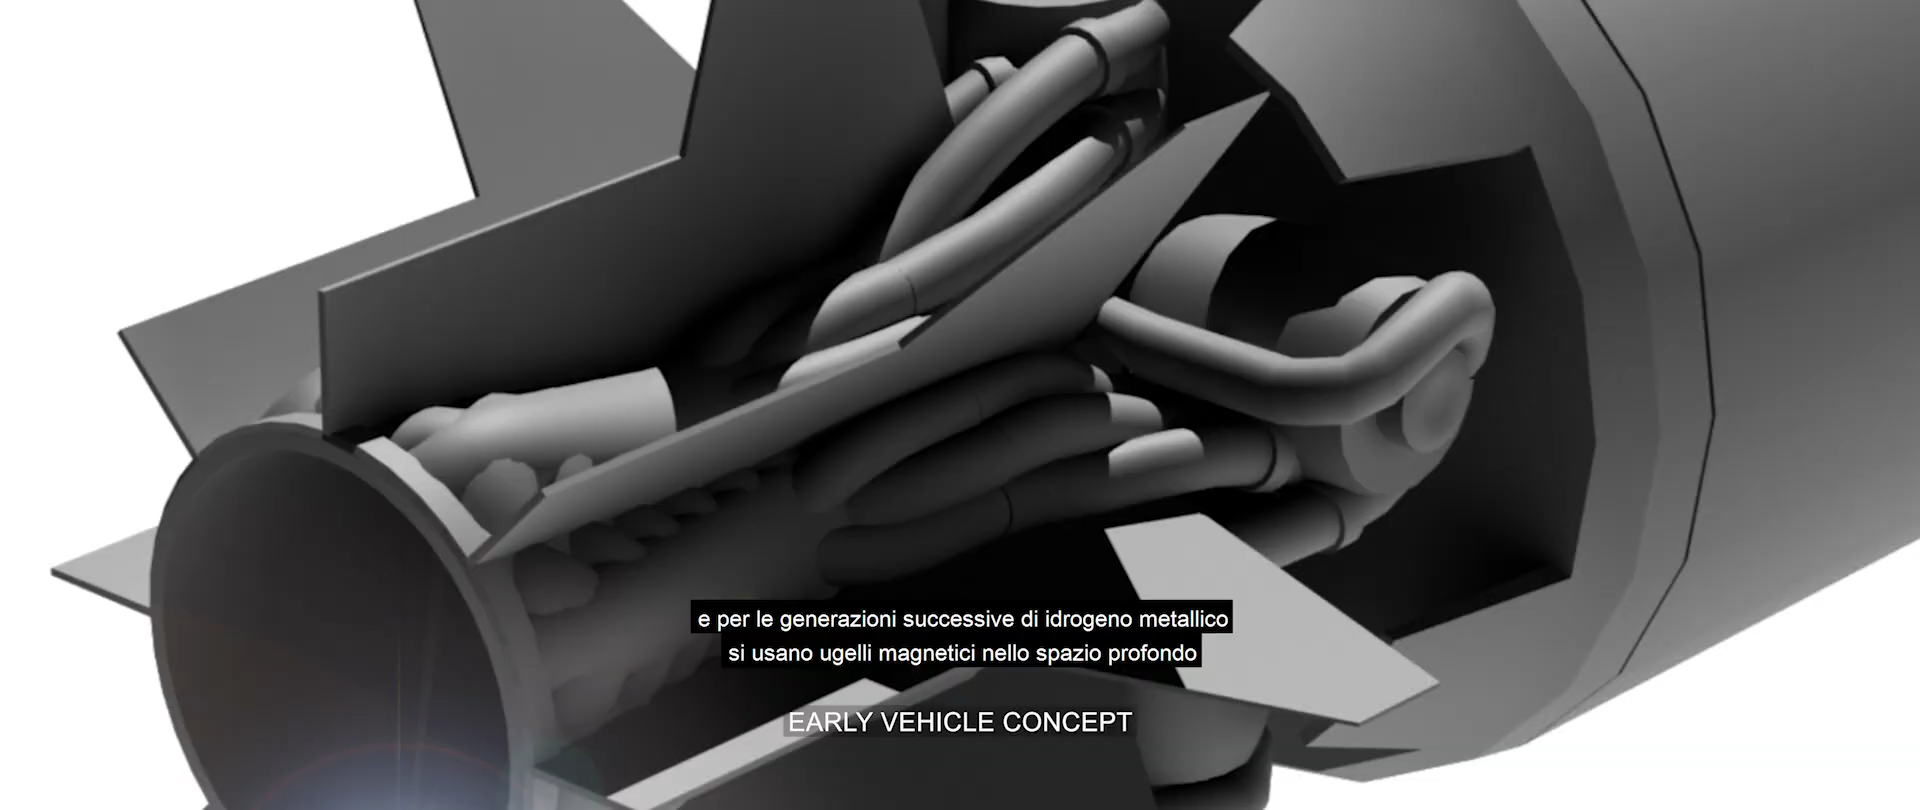 e per le generazioni successive di idrogeno metallico
si usano ugelli magnetici nello spazio profondo
EARLY VEHICLE CONCEPT